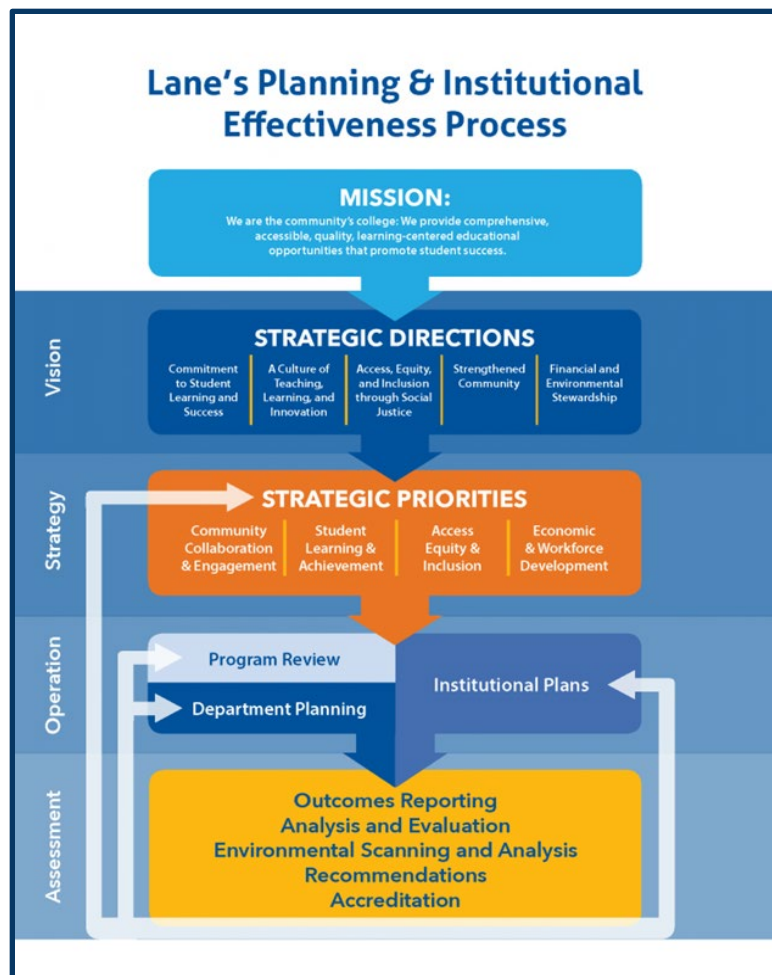 Lane's Planning & Institutional
Effectiveness Process
MISSION:
We are the community's college: We provide comprehensive,
accessible, quality, learning-centered educational
opportunities that promote student success.
Vision
STRATEGIC DIRECTIONS
Commitment
to Student
Learning and
Success
A Culture of
Teaching,
Learning, and
Innovation
Access, Equity,
and Inclusion
through Social
Justice
Strengthened
Community
Financial and
Environmental
Stewardship
Strategy
STRATEGIC PRIORITIES
Community
Collaboration
& Engagement
Student
Learning &
Achievement
Access
Equity &
Inclusion
Economic
& Workforce
Development
Operation
Program Review
Department Planning
Institutional Plans
Assessment
Outcomes Reporting
Analysis and Evaluation
Environmental Scanning and Analysis
Recommendations
Accreditation